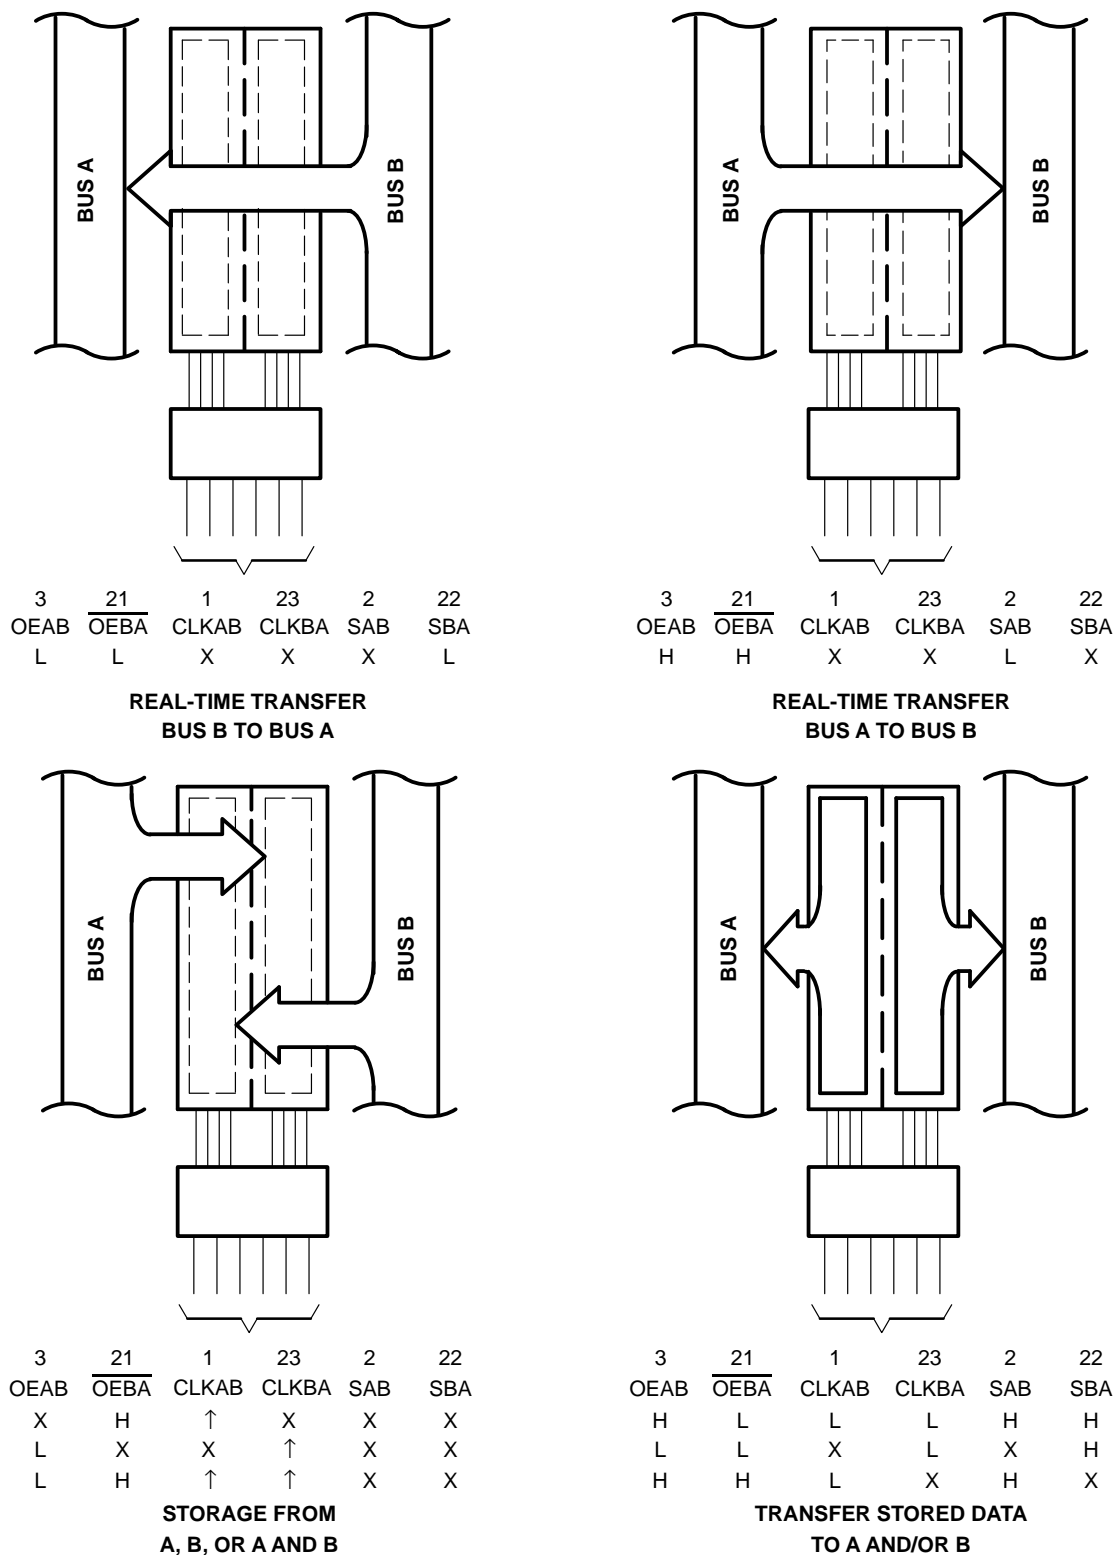 BUS A
BUS B
3 21 1 23 2 22
OEAB OEBA CLKAB CLKBA SAB SBA
L L X X X L
REAL-TIME TRANSFER
BUS B TO BUS A
BUS A
BUS B
3 21 1 23 2 22
OEAB OEBA CLKAB CLKBA SAB SBA
H H X X L X
REAL-TIME TRANSFER
BUS A TO BUS B
BUS A
BUS B
3 21 1 23 2 22
OEAB OEBA CLKAB CLKBA SAB SBA
X H ↑ X X X
L X X ↑ X X
L H ↑ ↑ X X
STORAGE FROM
A, B, OR A AND B
BUS A
BUS B
3 21 1 23 2 22
OEAB OEBA CLKAB CLKBA SAB SBA
H L L L H H
L L X L X H
H H L X H X
TRANSFER STORED DATA
TO A AND/OR B